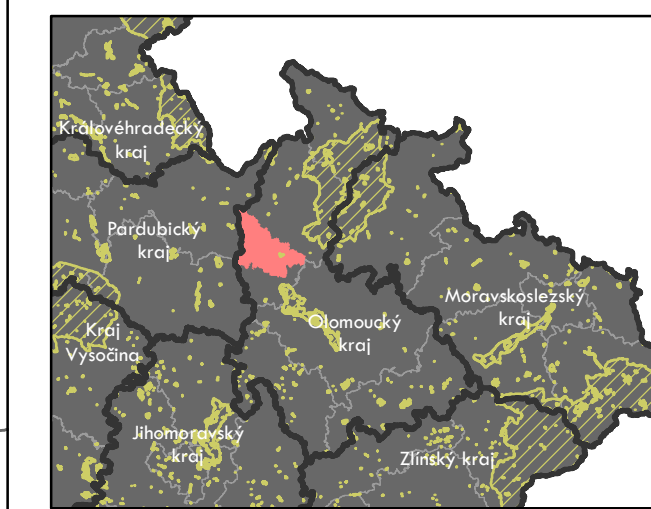 Královéhradecký
kraj
Pardubický
kraj
Kraj
Vysočina
Olomoucký
kraj
Moravskoslezský
kraj
Jihomoravský
kraj
Zlínský kraj